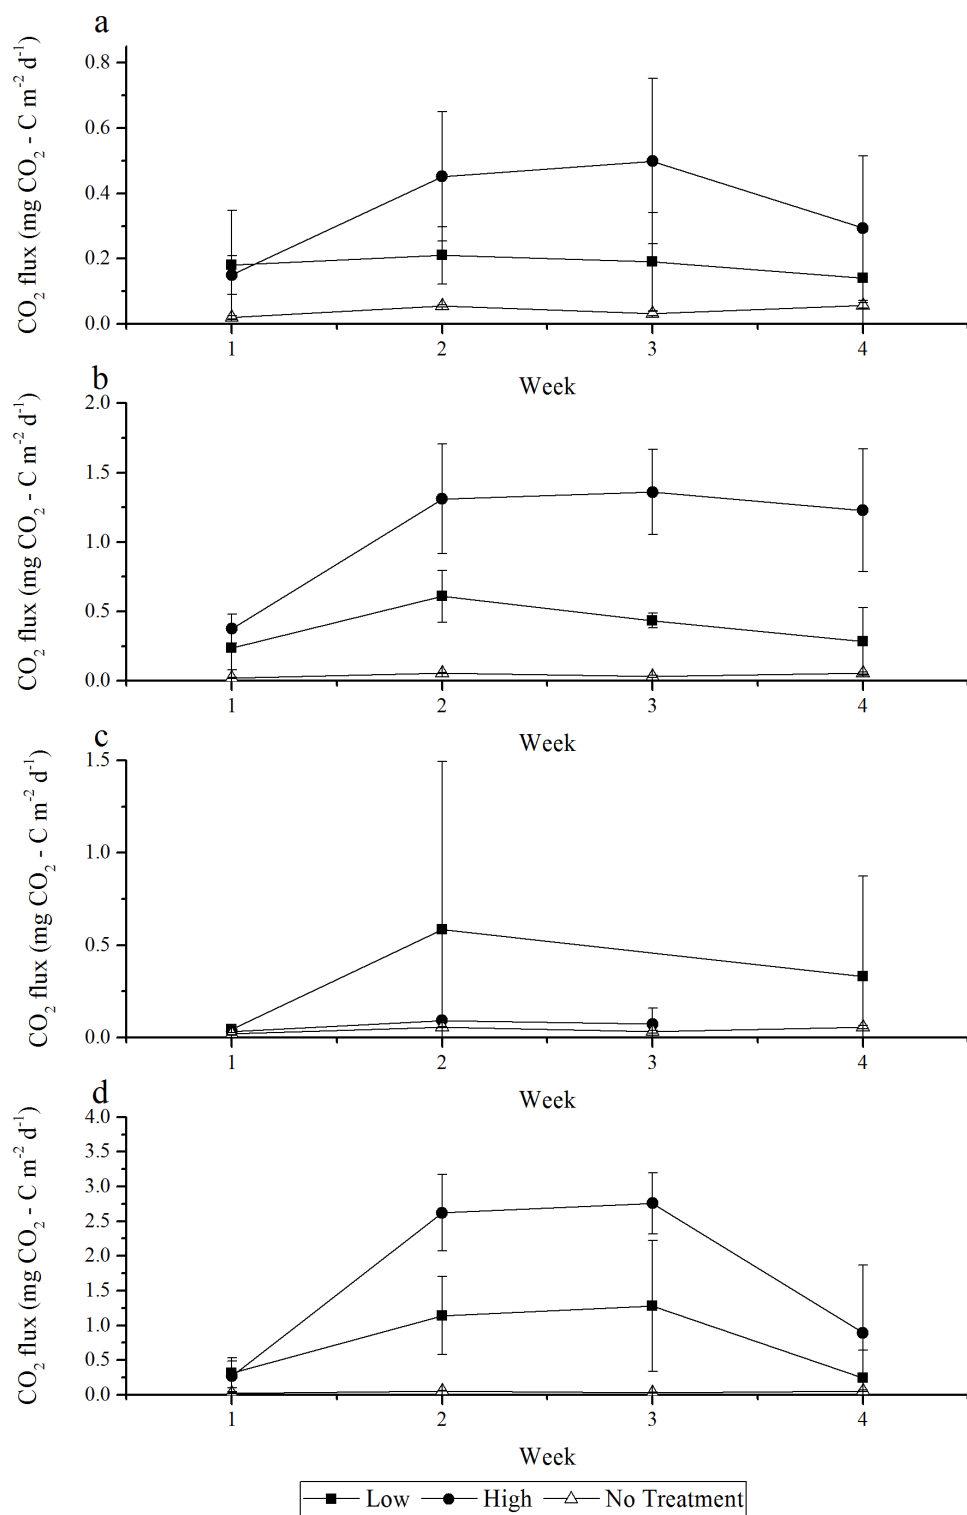 a
CO₂ flux (mg CO₂ - C m⁻² d⁻¹)
0.8
0.6
0.4
0.2
0.0
1 2 3 4
Week
b
CO₂ flux (mg CO₂ - C m⁻² d⁻¹)
2.0
1.5
1.0
0.5
0.0
1 2 3 4
Week
c
CO₂ flux (mg CO₂ - C m⁻² d⁻¹)
1.5
1.0
0.5
0.0
1 2 3 4
Week
d
CO₂ flux (mg CO₂ - C m⁻² d⁻¹)
4.0
3.5
3.0
2.5
2.0
1.5
1.0
0.5
0.0
1 2 3 4
Week
Low High No Treatment